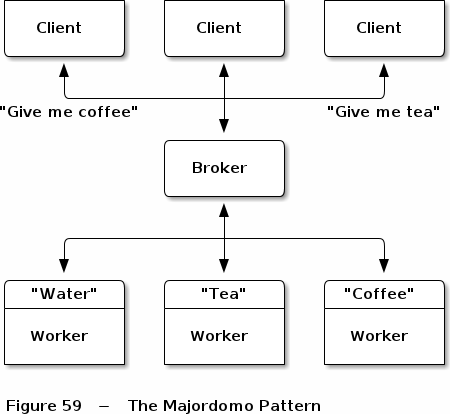 Client Client Client
"Give me coffee" "Give me tea"
Broker
"Water" "Tea" "Coffee"
Worker Worker Worker
Figure 59 – The Majordomo Pattern